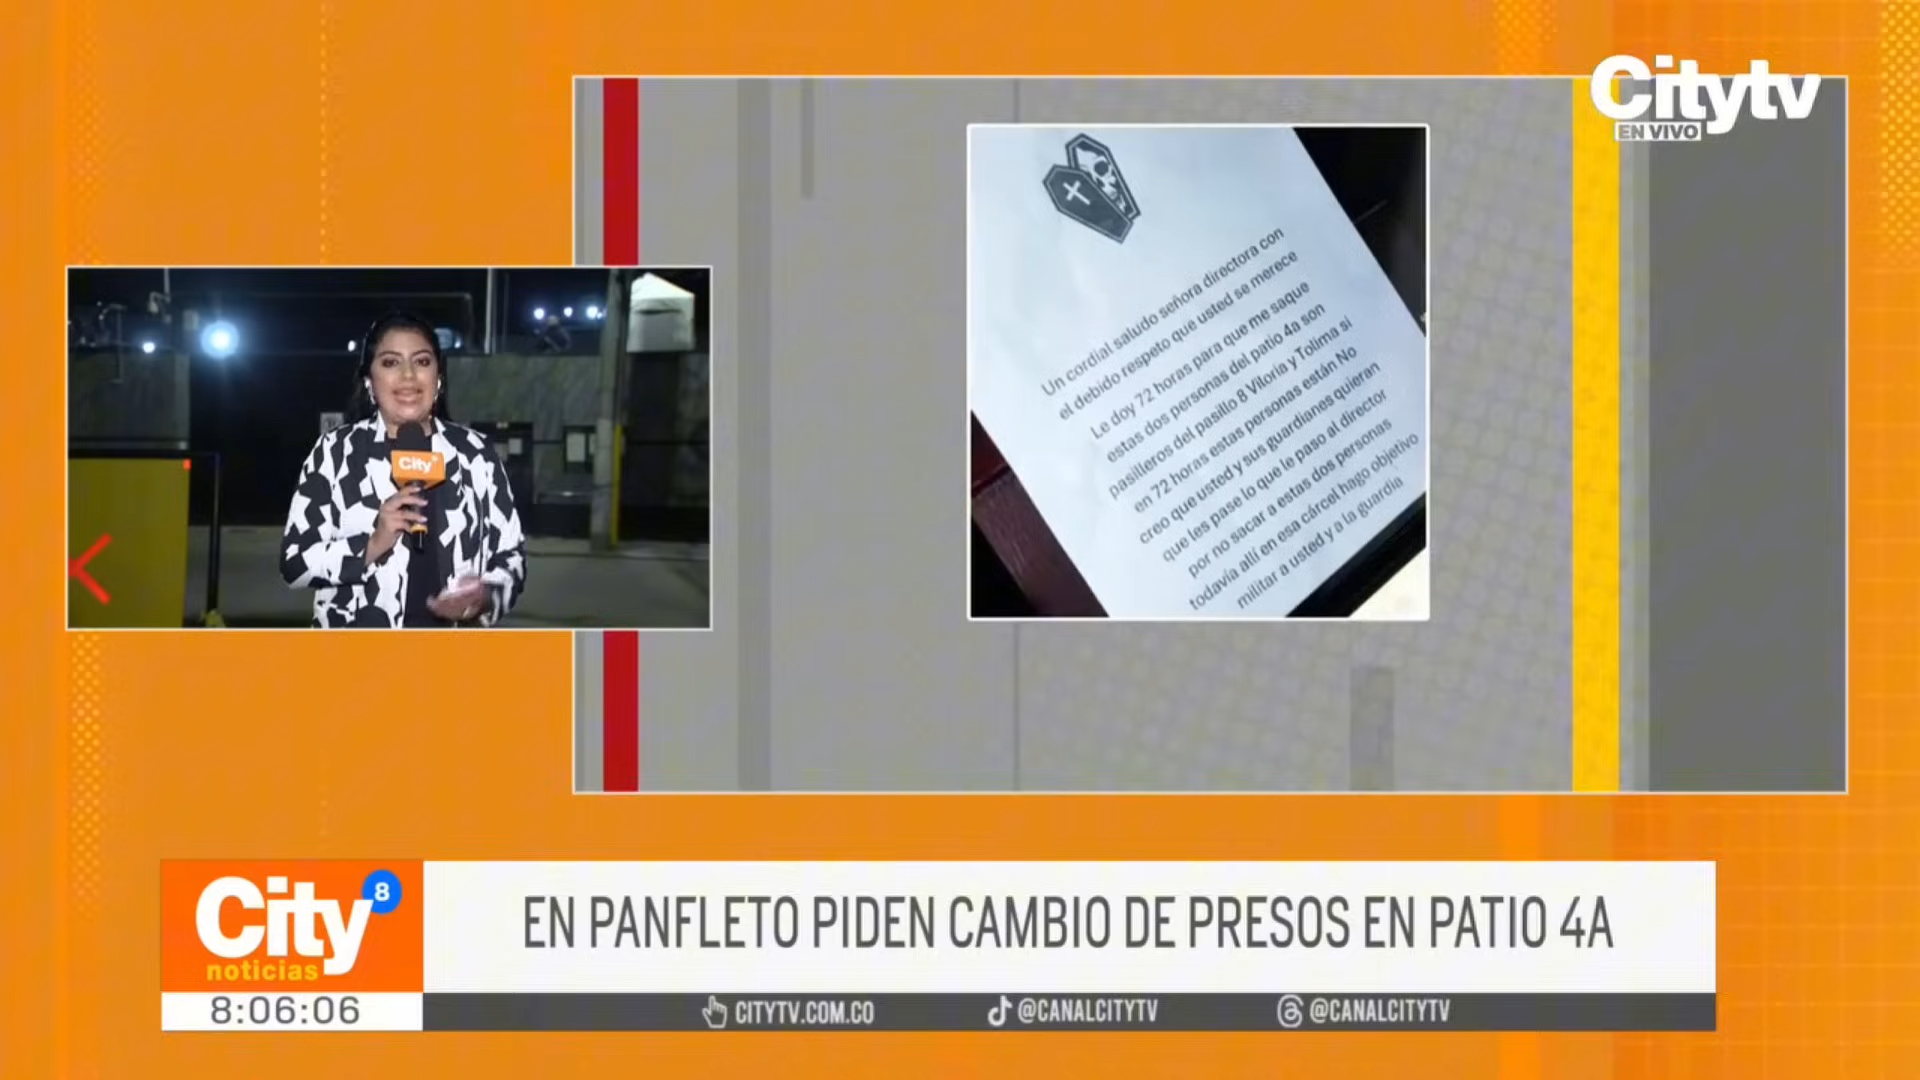 Citytv
EN VIVO
Un cordial saludo señora directora con
el debido respeto que usted se merece
Le doy 72 horas para que me saque
estas dos personas del patio 4a son
pasilleros del pasillo 8 Vitoria y Tolima si
en 72 horas estas personas están No
creo que usted y sus guardianes quieran
que les pase lo que le paso al director
por no sacar a estas dos personas
todavía allí en esa cárcel hago objetivo
militar a usted y a la guardia
City
City 8
noticias
EN PANFLETO PIDEN CAMBIO DE PRESOS EN PATIO 4A
8:06:06
CITYTV.COM.CO
@CANALCITYTV
@CANALCITYTV